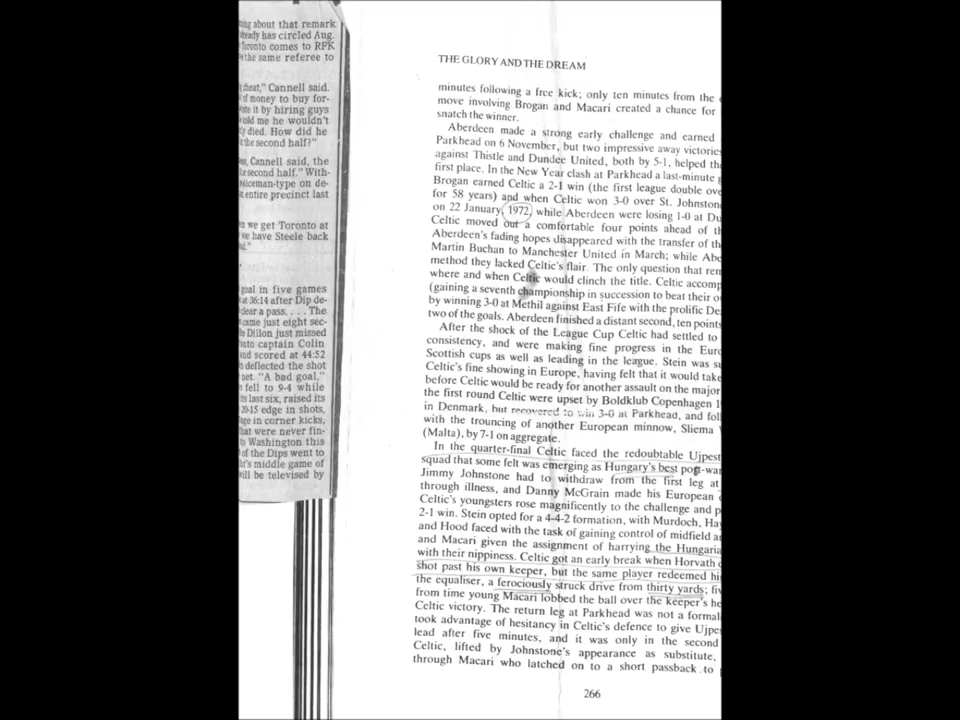 ing about that remark
already has circled Aug.
Toronto comes to RFK
the same referee to
cheat," Cannell said.
of money to buy for-
te it by hiring guys
told me he wouldn't
died. How did he
the second half?"
Cannell said, the
second half." With-
policeman-type on de-
entire precinct last
we get Toronto at
we have Steele back
goal in five games
at 36:14 after Dip de-
clear a pass. . . . The
came just eight sec-
Dillon just missed
onto captain Colin
and scored at 44:52
deflected the shot
net. "A bad goal,"
fell to 9-4 while
its last six, raised its
20-15 edge in shots,
age in corner kicks,
that were never fin-
to Washington this
of the Dips went to
ht's middle game of
will be televised by
THE GLORY AND THE DREAM
minutes following a free kick; only ten minutes from the
move involving Brogan and Macari created a chance for
snatch the winner.
Aberdeen made a strong early challenge and earned
Parkhead on 6 November, but two impressive away victories
against Thistle and Dundee United, both by 5-1, helped the
first place. In the New Year clash at Parkhead a last-minute g
Brogan earned Celtic a 2-1 win (the first league double ove
for 58 years) and when Celtic won 3-0 over St. Johnston
on 22 January, 1972, while Aberdeen were losing 1-0 at Du
Celtic moved out a comfortable four points ahead of th
Aberdeen's fading hopes disappeared with the transfer of the
Martin Buchan to Manchester United in March; while Abe
method they lacked Celtic's flair. The only question that rem
where and when Celtic would clinch the title. Celtic accomp
(gaining a seventh championship in succession to beat their o
by winning 3-0 at Methil against East Fife with the prolific De
two of the goals. Aberdeen finished a distant second, ten points
After the shock of the League Cup Celtic had settled to
consistency, and were making fine progress in the Euro
Scottish cups as well as leading in the league. Stein was su
Celtic's fine showing in Europe, having felt that it would take
before Celtic would be ready for another assault on the major
the first round Celtic were upset by Boldklub Copenhagen 1
in Denmark, but recovered to win 3-0 at Parkhead, and foll
with the trouncing of another European minnow, Sliema
(Malta), by 7-1 on aggregate.
In the quarter-final Celtic faced the redoubtable Ujpest
squad that some felt was emerging as Hungary's best post-war
Jimmy Johnstone had to withdraw from the first leg at
through illness, and Danny McGrain made his European
Celtic's youngsters rose magnificently to the challenge and p
2-1 win. Stein opted for a 4-4-2 formation, with Murdoch, Hay
and Hood faced with the task of gaining control of midfield a
and Macari given the assignment of harrying the Hungaria
with their nippiness. Celtic got an early break when Horvath
shot past his own keeper, but the same player redeemed hi
the equaliser, a ferociously struck drive from thirty yards; fiv
from time young Macari lobbed the ball over the keeper's he
Celtic victory. The return leg at Parkhead was not a formali
took advantage of hesitancy in Celtic's defence to give Ujpe
lead after five minutes, and it was only in the second
Celtic, lifted by Johnstone's appearance as substitute,
through Macari who latched on to a short passback to
266